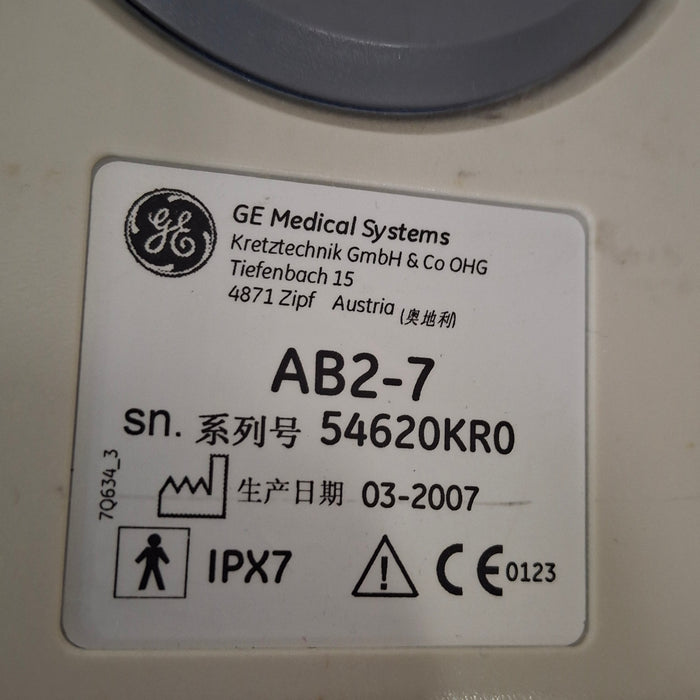 GE
GE Medical Systems
Kretztechnik GmbH & Co OHG
Tiefenbach 15
4871 Zipf Austria (奥地利)
AB2-7
sn. 系列号 54620KR0
7Q634_3
生产日期 03-2007
IPX7
! CE 0123